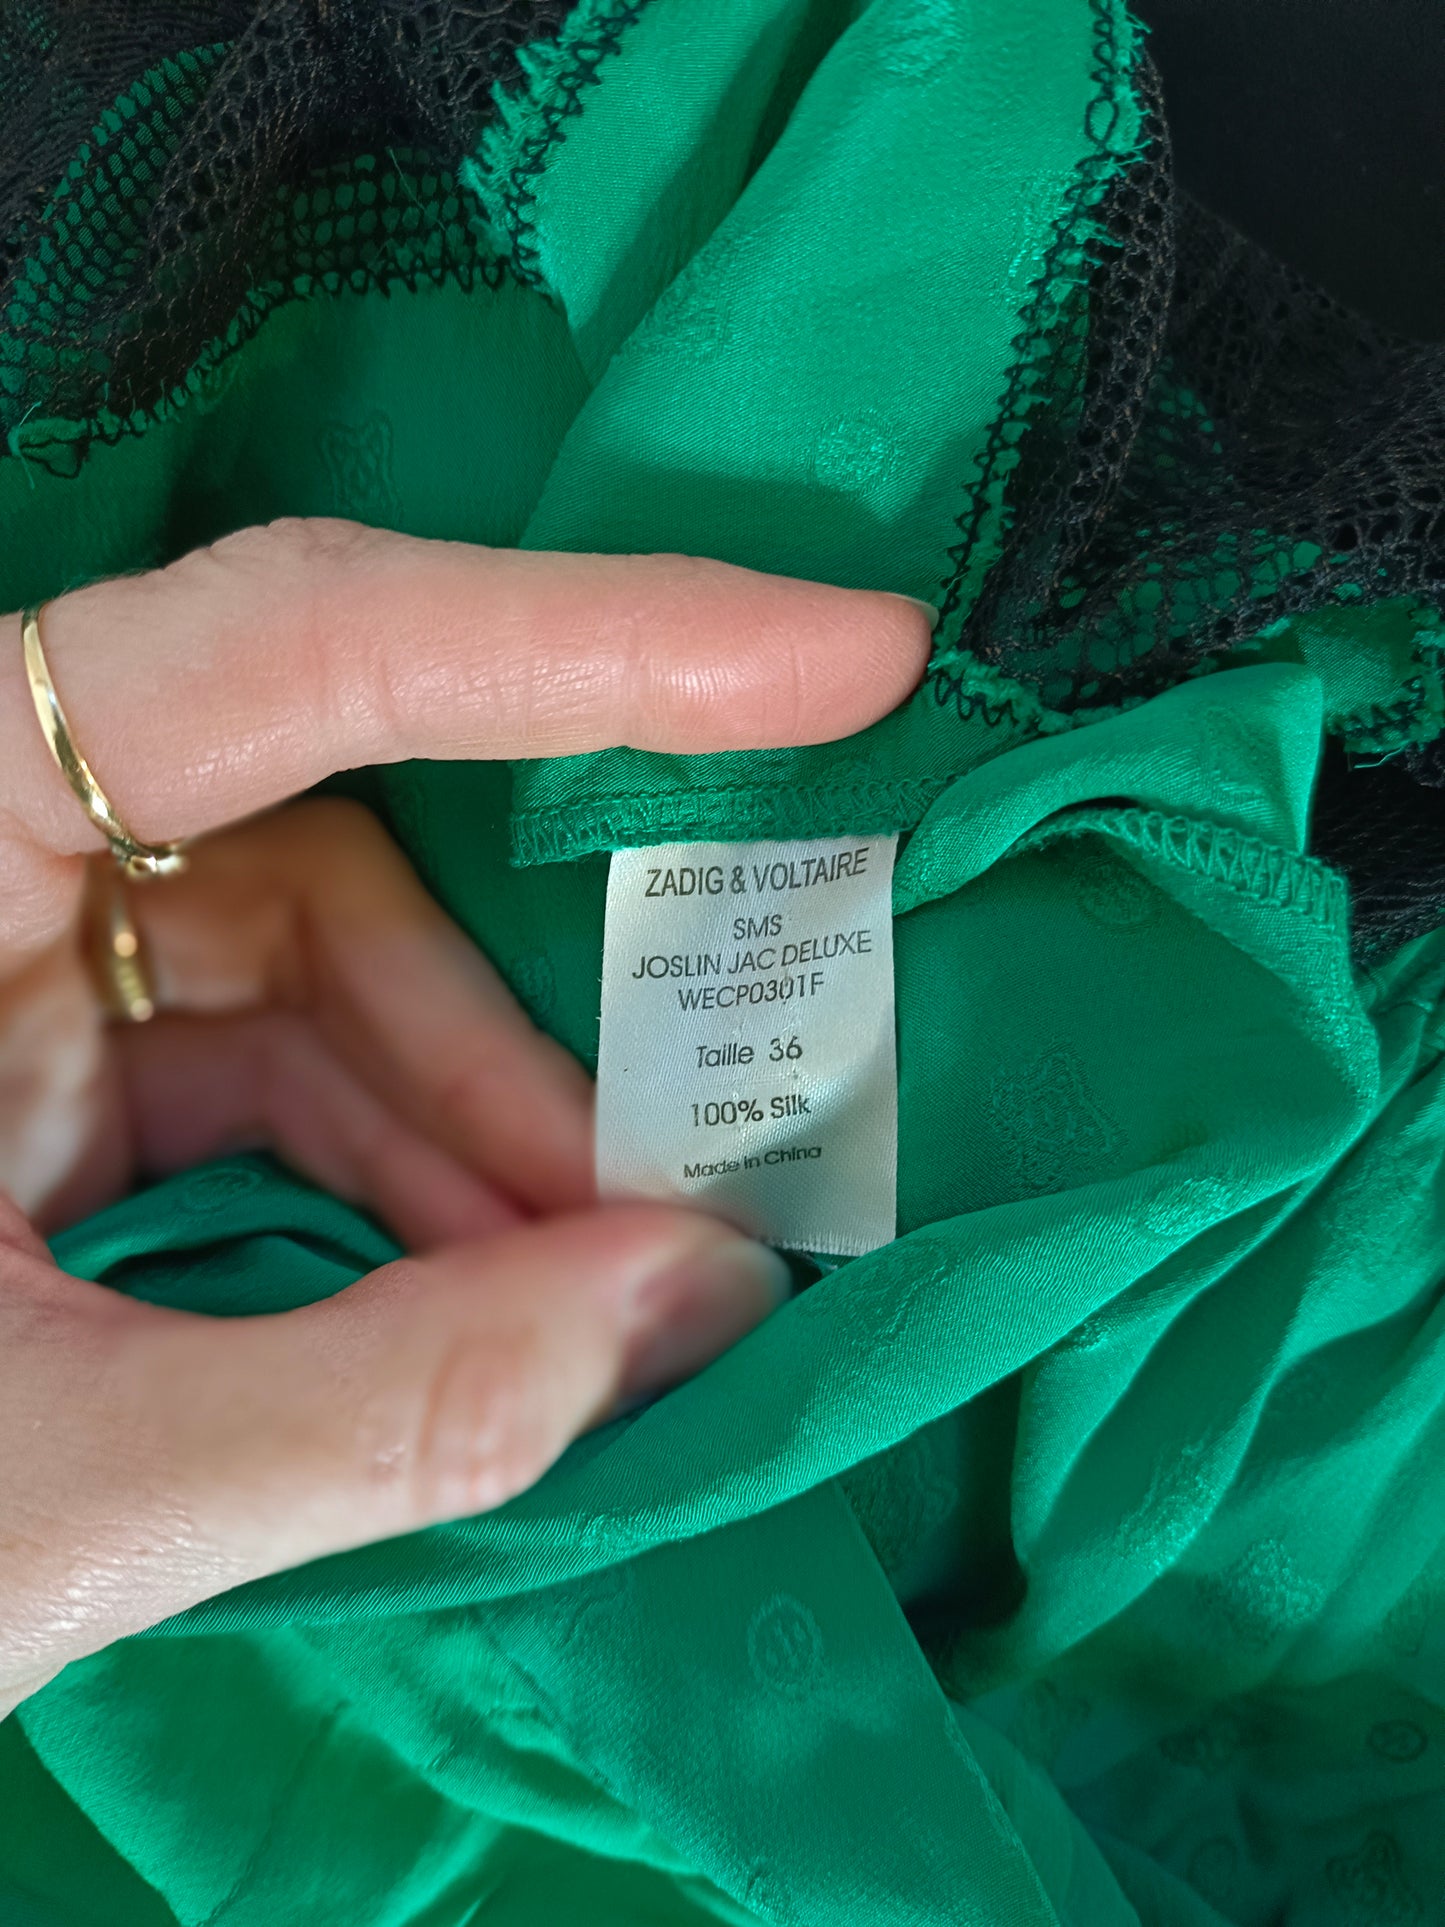 ZADIG & VOLTAIRE
SMS
JOSLIN JAC DELUXE
WECP0301F
Taille 36
100% Silk
Made in China